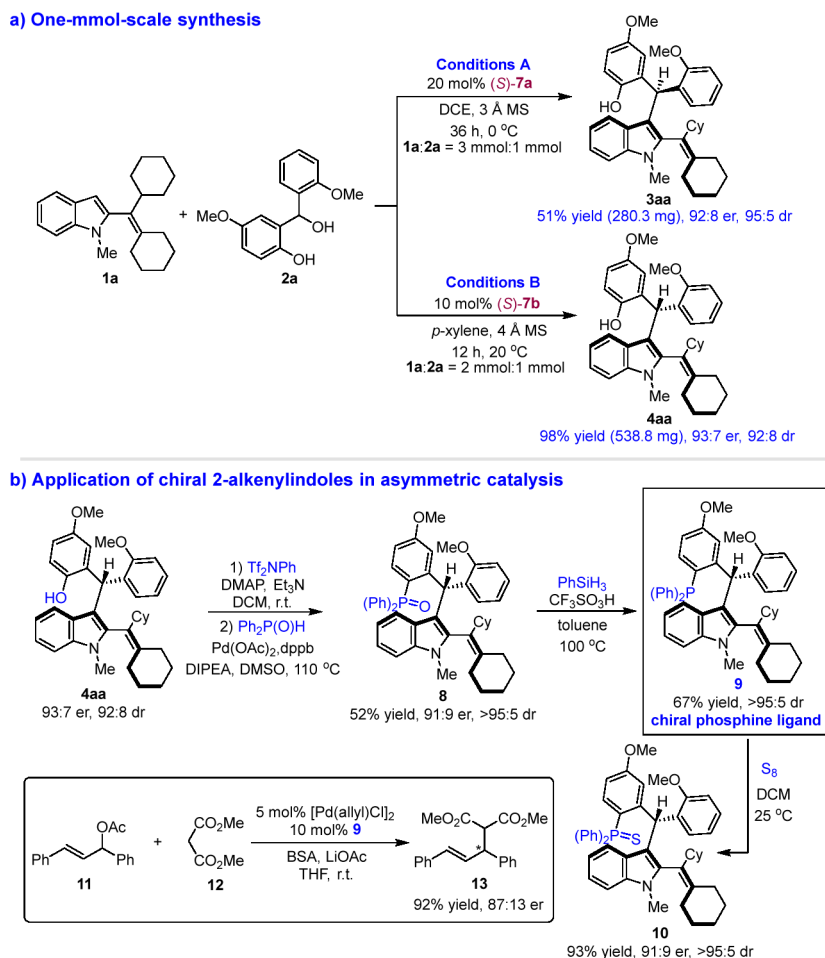 a) One-mmol-scale synthesis
Conditions A
20 mol% (S)-7a
DCE, 3 Å MS
36 h, 0 °C
1a:2a = 3 mmol:1 mmol
N
Me
1a
+
MeO
OMe
OH
OH
2a
OMe
MeO
H
HO
Cy
N
Me
3aa
51% yield (280.3 mg), 92:8 er, 95:5 dr
Conditions B
10 mol% (S)-7b
p-xylene, 4 Å MS
12 h, 20 °C
1a:2a = 2 mmol:1 mmol
OMe
MeO
H
HO
Cy
N
Me
4aa
98% yield (538.8 mg), 93:7 er, 92:8 dr
b) Application of chiral 2-alkenylindoles in asymmetric catalysis
OMe
MeO
H
HO
Cy
N
Me
4aa
93:7 er, 92:8 dr
1) Tf2NPh
DMAP, Et3N
DCM, r.t.
2) Ph2P(O)H
Pd(OAc)2,dppb
DIPEA, DMSO, 110 °C
OMe
MeO
H
(Ph)2P=O
Cy
N
Me
8
52% yield, 91:9 er, >95:5 dr
PhSiH3
CF3SO3H
toluene
100 °C
OMe
MeO
H
(Ph)2P
Cy
N
Me
9
67% yield, >95:5 dr
chiral phosphine ligand
S8
DCM
25 °C
OMe
MeO
H
(Ph)2P=S
Cy
N
Me
10
93% yield, 91:9 er, >95:5 dr
OAc
Ph
Ph
11
+
CO2Me
CO2Me
12
5 mol% [Pd(allyl)Cl]2
10 mol% 9
BSA, LiOAc
THF, r.t.
MeO2C
CO2Me
*
Ph
Ph
13
92% yield, 87:13 er